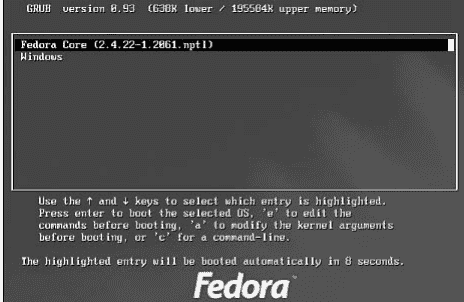 GRUB version 0.93 (638K lower / 195584K upper memory)
Fedora Core (2.4.22-1.2061.nptl)
Windows
Use the ↑ and ↓ keys to select which entry is highlighted.
Press enter to boot the selected OS, 'e' to edit the
commands before booting, 'a' to modify the kernel arguments
before booting, or 'c' for a command-line.
The highlighted entry will be booted automatically in 8 seconds.
Fedora™